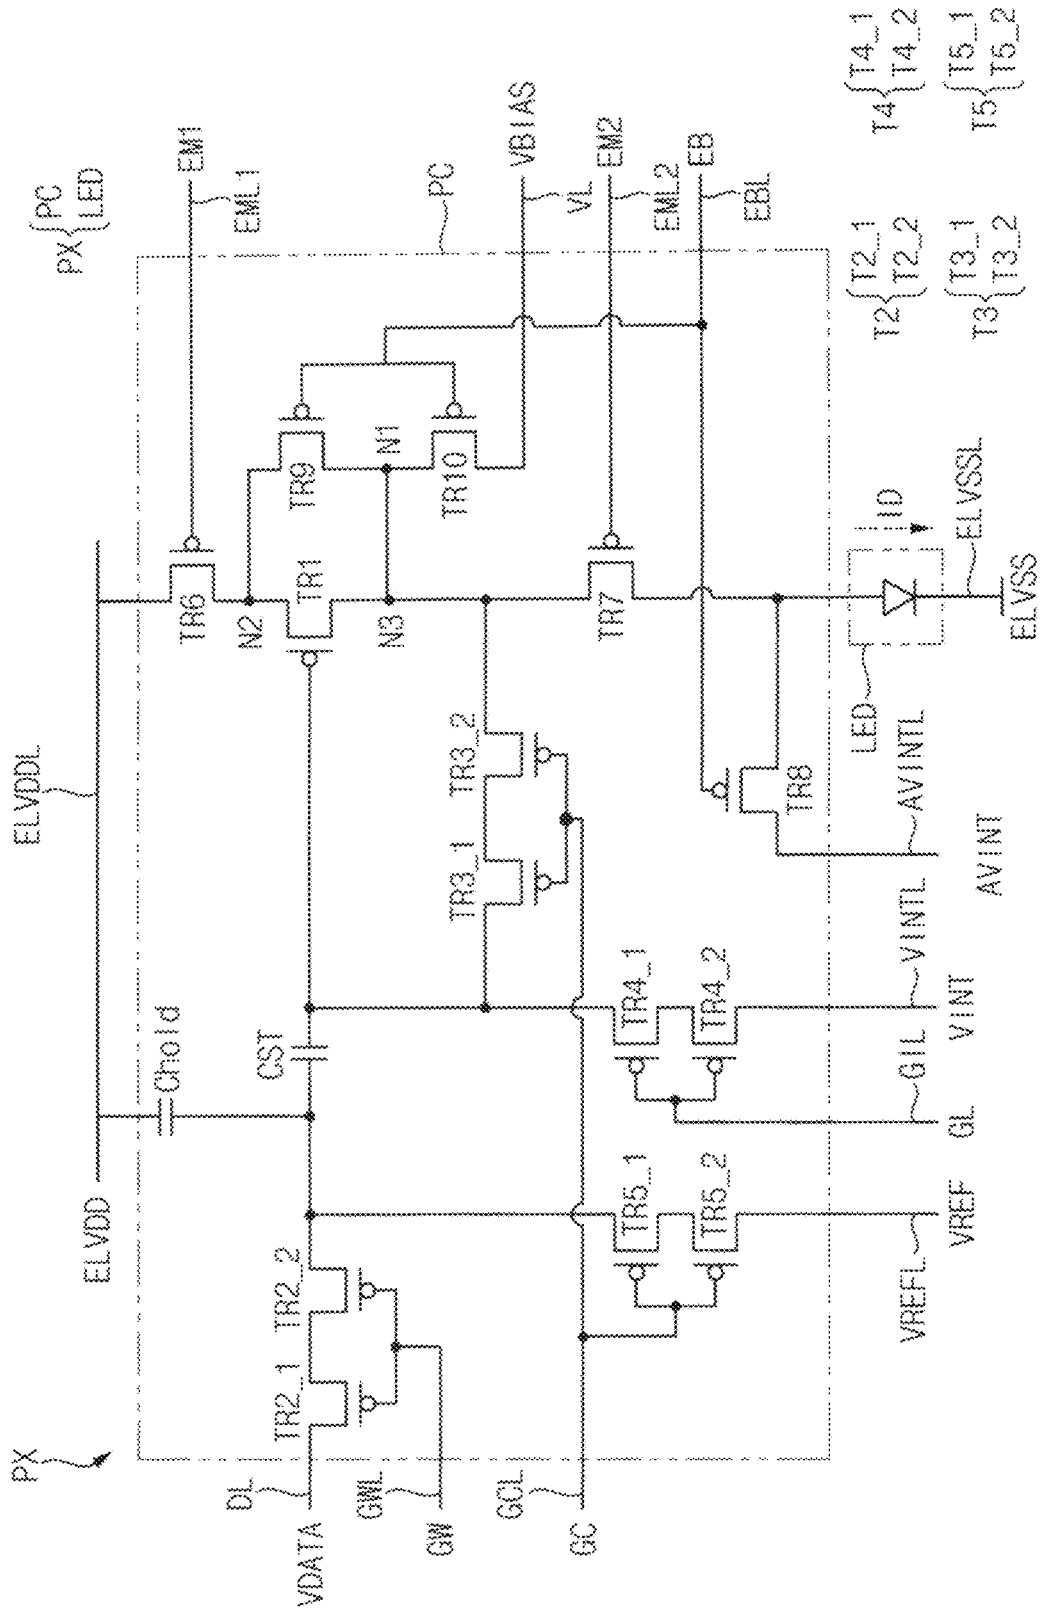 PX
PX { PC
LED
ELVDDL
ELVDD
Chold
CST
EM1
EML1
TR6
N2
TR1
TR9
N1
TR10
N3
PC
VBIAS
VL
EM2
EML2
EB
EBL
DL
VDATA
TR2_1
TR2_2
GWL
GW
GCL
GC
TR3_1
TR3_2
TR7
TR5_1
TR5_2
TR4_1
TR4_2
TR8
LED
ID
ELVSSL
ELVSS
VREFL
VREF
GIL
GL
VINTL
VINT
AVINTL
AVINT
T2 { T2_1
T2_2
T3 { T3_1
T3_2
T4 { T4_1
T4_2
T5 { T5_1
T5_2